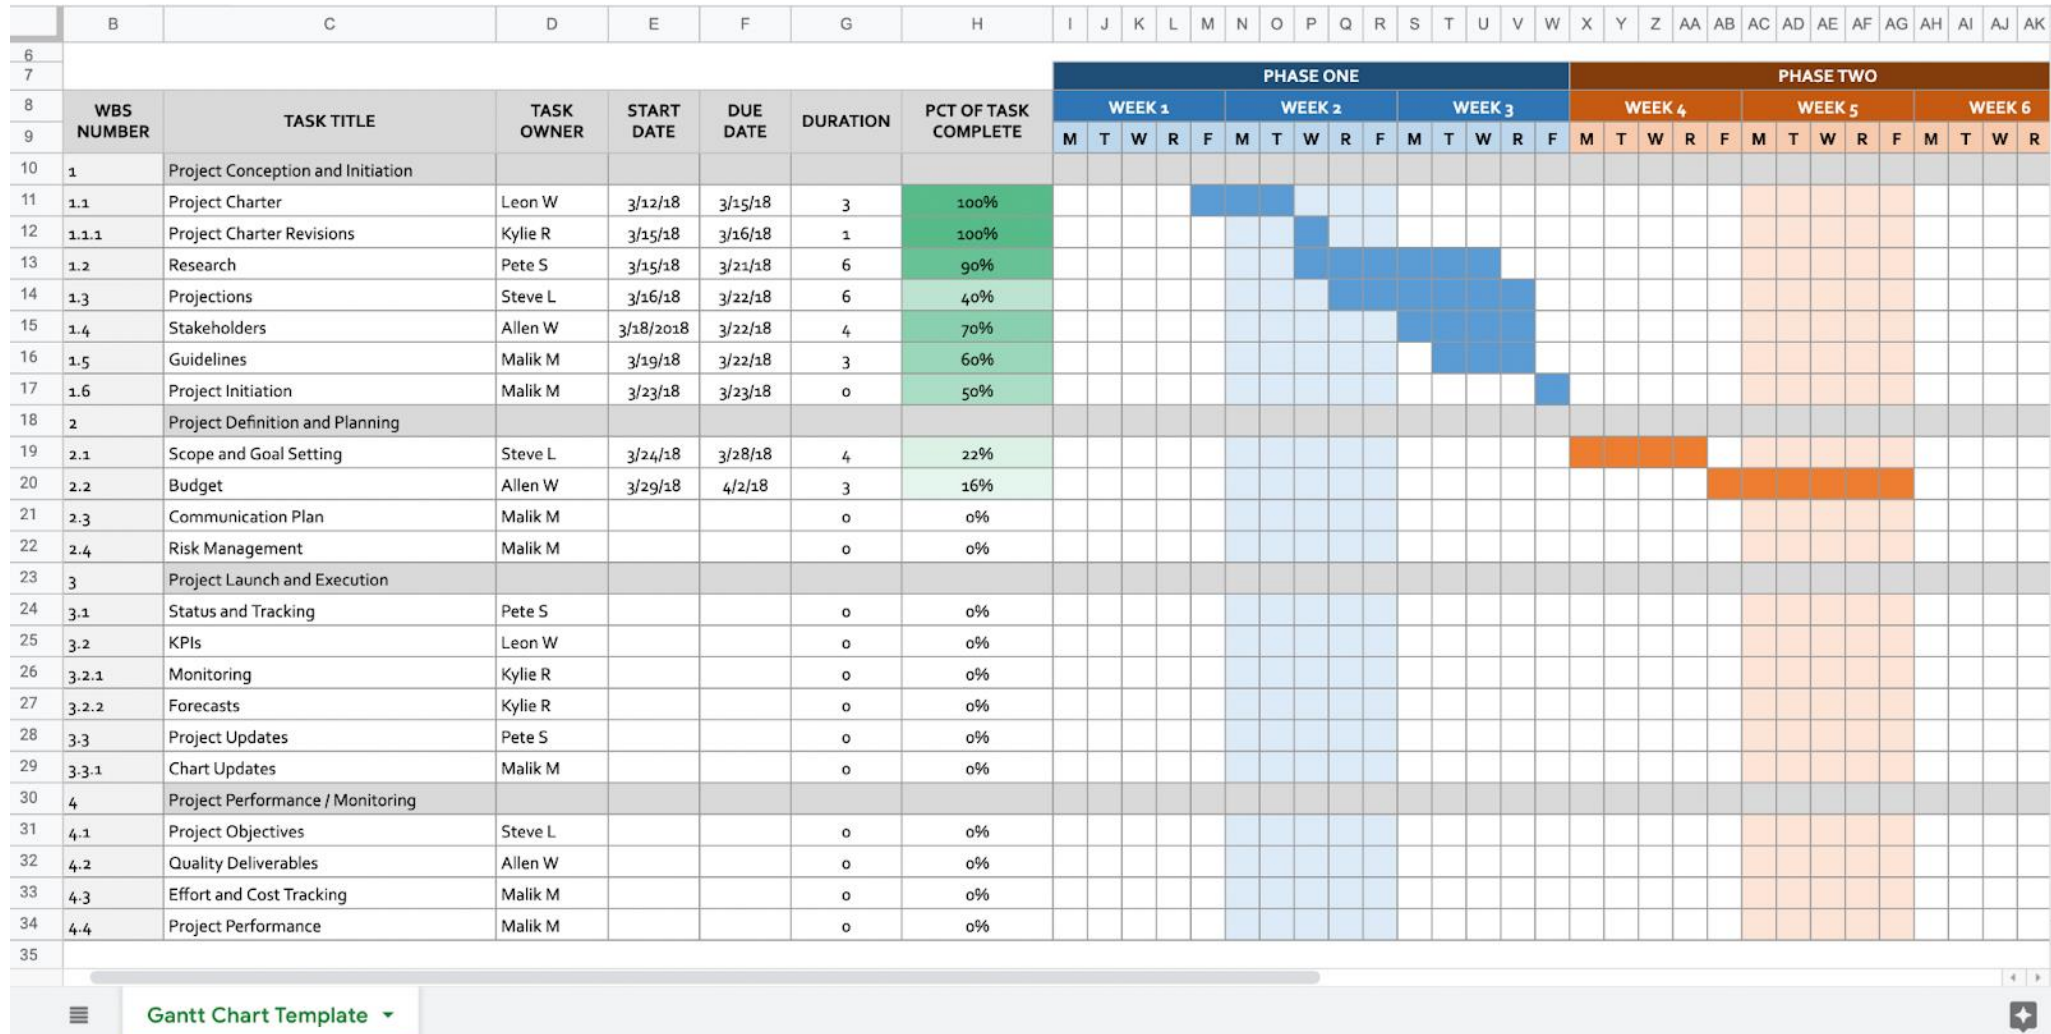 B C D E F G H I J K L M N O P Q R S T U V W X Y Z AA AB AC AD AE AF AG AH AI AJ AK
6
7 PHASE ONE PHASE TWO
8 WBS NUMBER TASK TITLE TASK OWNER START DATE DUE DATE DURATION PCT OF TASK COMPLETE WEEK 1 WEEK 2 WEEK 3 WEEK 4 WEEK 5 WEEK 6
9 M T W R F M T W R F M T W R F M T W R F M T W R F M T W R
10 1 Project Conception and Initiation
11 1.1 Project Charter Leon W 3/12/18 3/15/18 3 100%
12 1.1.1 Project Charter Revisions Kylie R 3/15/18 3/16/18 1 100%
13 1.2 Research Pete S 3/15/18 3/21/18 6 90%
14 1.3 Projections Steve L 3/16/18 3/22/18 6 40%
15 1.4 Stakeholders Allen W 3/18/2018 3/22/18 4 70%
16 1.5 Guidelines Malik M 3/19/18 3/22/18 3 60%
17 1.6 Project Initiation Malik M 3/23/18 3/23/18 0 50%
18 2 Project Definition and Planning
19 2.1 Scope and Goal Setting Steve L 3/24/18 3/28/18 4 22%
20 2.2 Budget Allen W 3/29/18 4/2/18 3 16%
21 2.3 Communication Plan Malik M 0 0%
22 2.4 Risk Management Malik M 0 0%
23 3 Project Launch and Execution
24 3.1 Status and Tracking Pete S 0 0%
25 3.2 KPIs Leon W 0 0%
26 3.2.1 Monitoring Kylie R 0 0%
27 3.2.2 Forecasts Kylie R 0 0%
28 3.3 Project Updates Pete S 0 0%
29 3.3.1 Chart Updates Malik M 0 0%
30 4 Project Performance / Monitoring
31 4.1 Project Objectives Steve L 0 0%
32 4.2 Quality Deliverables Allen W 0 0%
33 4.3 Effort and Cost Tracking Malik M 0 0%
34 4.4 Project Performance Malik M 0 0%
35
Gantt Chart Template